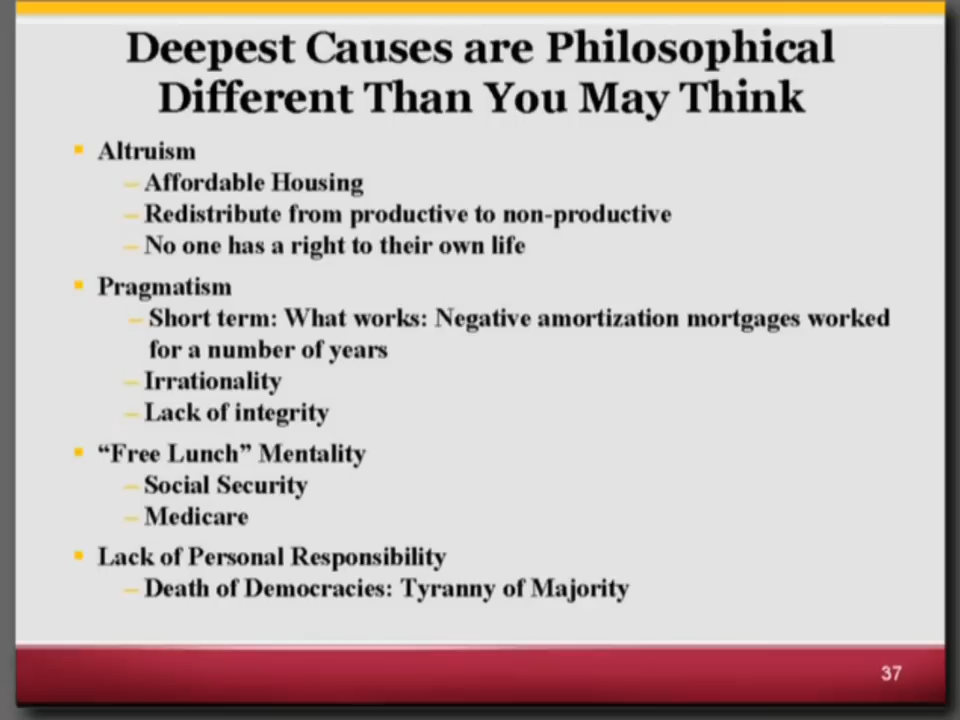 Deepest Causes are Philosophical
Different Than You May Think
▪ Altruism
– Affordable Housing
– Redistribute from productive to non-productive
– No one has a right to their own life
▪ Pragmatism
– Short term: What works: Negative amortization mortgages worked
for a number of years
– Irrationality
– Lack of integrity
▪ “Free Lunch” Mentality
– Social Security
– Medicare
▪ Lack of Personal Responsibility
– Death of Democracies: Tyranny of Majority
37